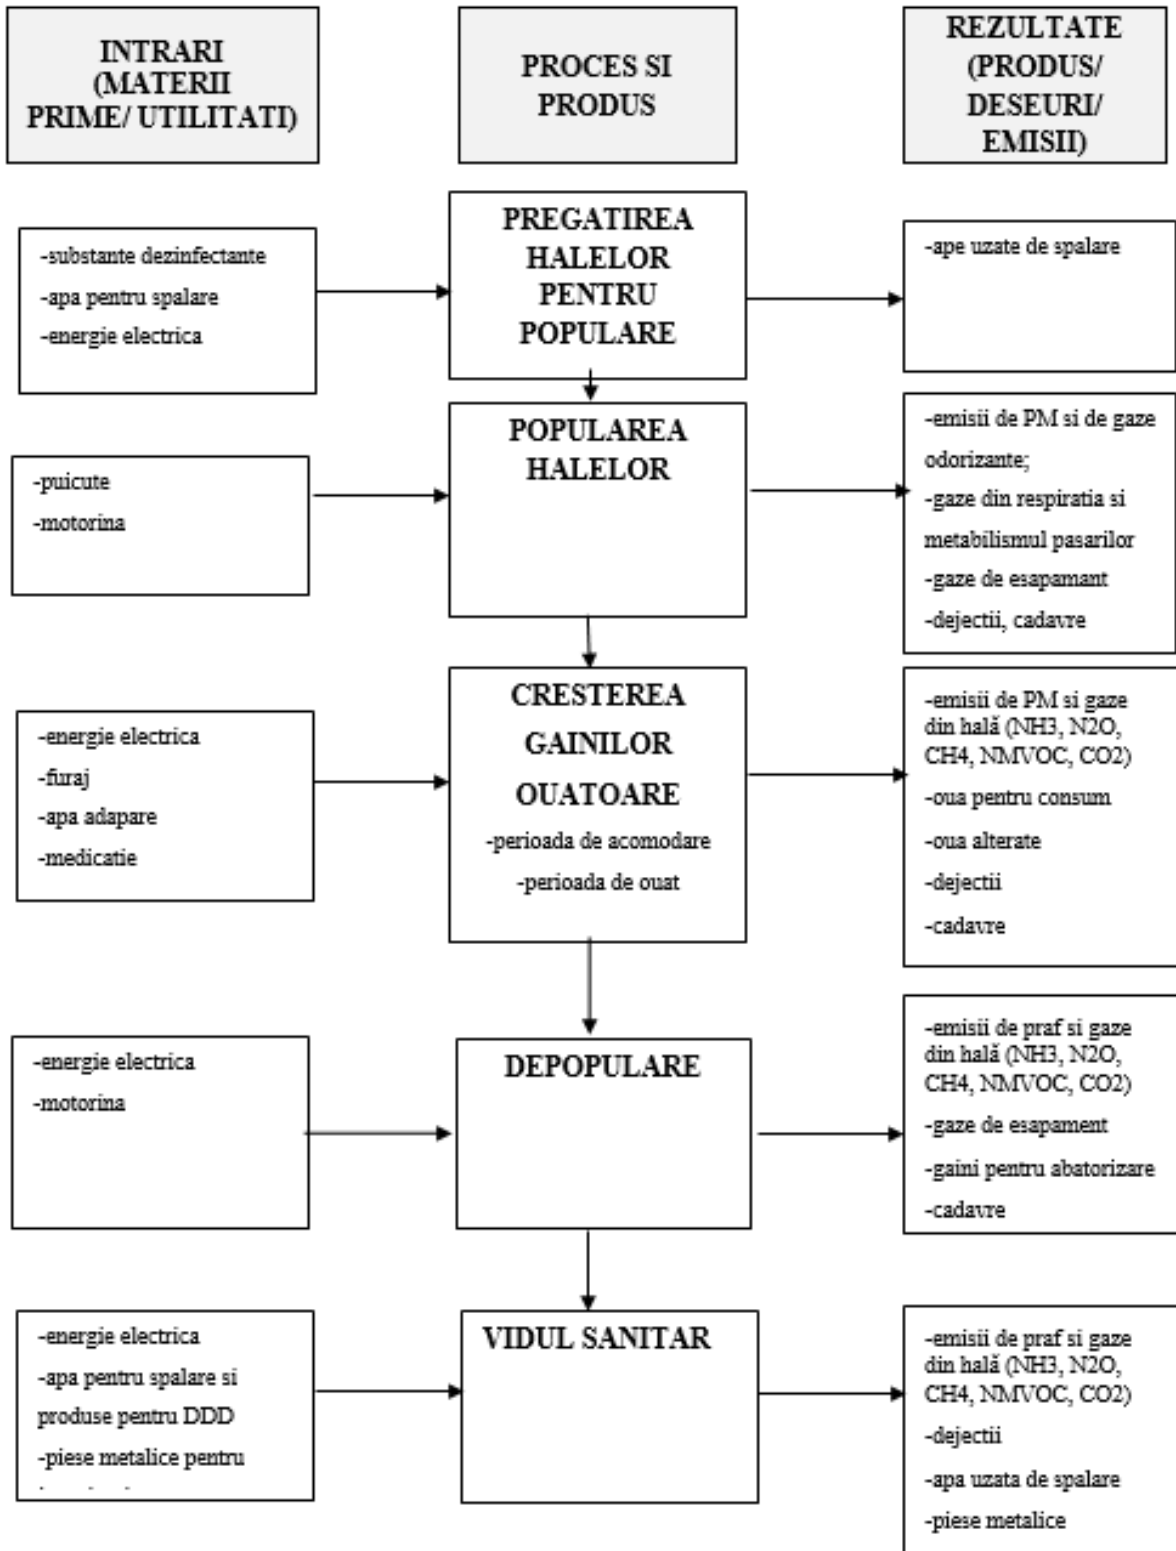 INTRARI
(MATERII
PRIME/ UTILITATI)
PROCES SI
PRODUS
REZULTATE
(PRODUS/
DESEURI/
EMISII)
-substante dezinfectante
-apa pentru spalare
-energie electrica
PREGATIREA
HALELOR
PENTRU
POPULARE
-ape uzate de spalare
-puicute
-motorina
POPULAREA
HALELOR
-emisii de PM si de gaze
odorizante;
-gaze din respiratia si
metabilismul pasarilor
-gaze de esapamant
-dejectii, cadavre
-energie electrica
-furaj
-apa adapare
-medicatie
CRESTEREA
GAINILOR
OUATOARE
-perioada de acomodare
-perioada de ouat
-emisii de PM si gaze
din hală (NH3, N2O,
CH4, NMVOC, CO2)
-oua pentru consum
-oua alterate
-dejectii
-cadavre
-energie electrica
-motorina
DEPOPULARE
-emisii de praf si gaze
din hală (NH3, N2O,
CH4, NMVOC, CO2)
-gaze de esapament
-gaini pentru abatorizare
-cadavre
-energie electrica
-apa pentru spalare si
produse pentru DDD
-piese metalice pentru
VIDUL SANITAR
-emisii de praf si gaze
din hală (NH3, N2O,
CH4, NMVOC, CO2)
-dejectii
-apa uzata de spalare
-piese metalice